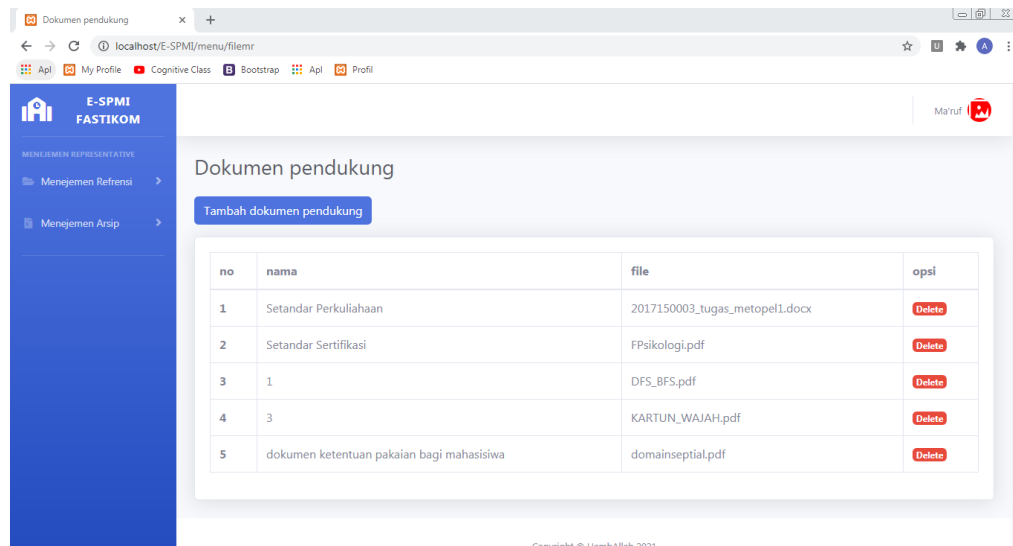 Dokumen pendukung
localhost/E-SPMI/menu/filemr
U
A
Apl My Profile Cognitive Class B Bootstrap Apl Profil
E-SPMI
FASTIKOM
Ma'ruf
MENEJEMEN REPRESENTATIVE
Menejemen Refrensi
Menejemen Arsip
Dokumen pendukung
Tambah dokumen pendukung
no nama file opsi
1 Setandar Perkuliahaan 2017150003_tugas_metopel1.docx Delete
2 Setandar Sertifikasi FPsikologi.pdf Delete
3 1 DFS_BFS.pdf Delete
4 3 KARTUN_WAJAH.pdf Delete
5 dokumen ketentuan pakaian bagi mahasisiwa domainseptial.pdf Delete
Copyright © HambAllah 2021